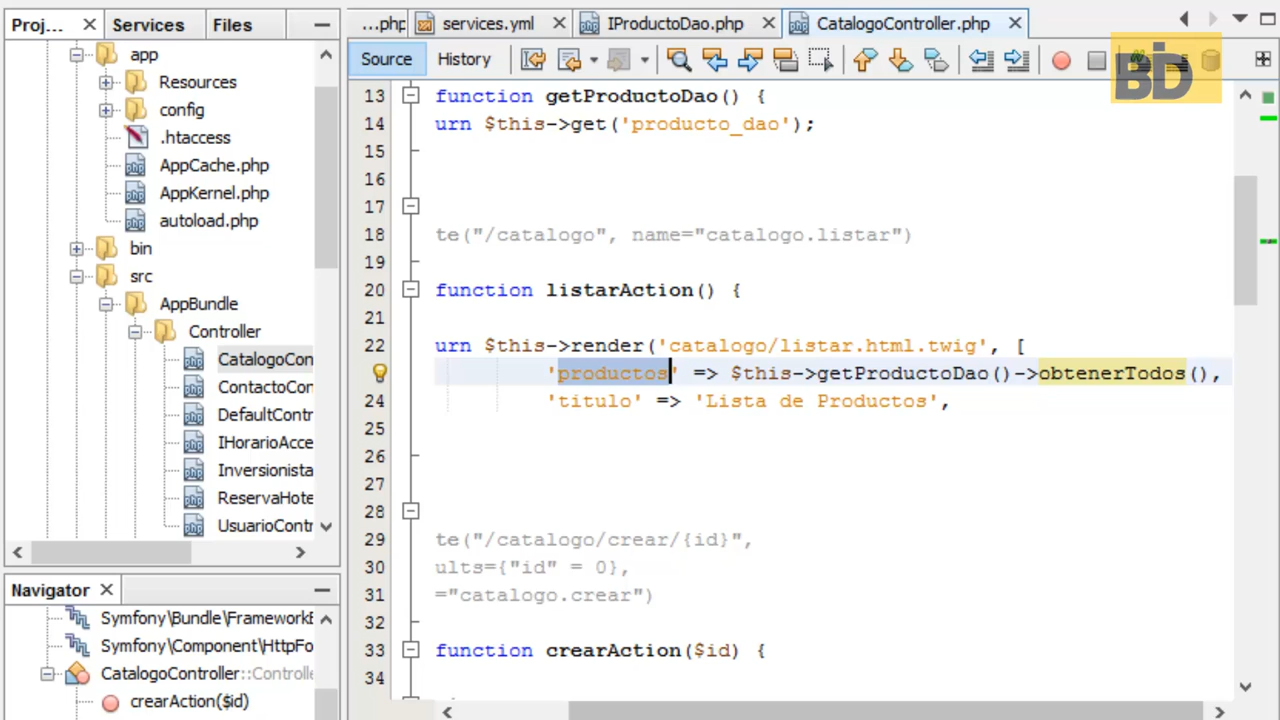 Proj...
Services
Files
app
Resources
config
.htaccess
AppCache.php
AppKernel.php
autoload.php
bin
src
AppBundle
Controller
CatalogoCon
ContactoCont
DefaultContr
IHorarioAcce
Inversionista
ReservaHote
UsuarioContr
Navigator
Symfony\Bundle\FrameworkB
Symfony\Component\HttpFo
CatalogoController::Controlle
crearAction($id)
...php
services.yml
IProductoDao.php
CatalogoController.php
Source
History
BID
13 function getProductoDao() {
14 urn $this->get('producto_dao');
15
16
17
18 te("/catalogo", name="catalogo.listar")
19
20 function listarAction() {
21
22 urn $this->render('catalogo/listar.html.twig', [
'productos' => $this->getProductoDao()->obtenerTodos(),
24 'titulo' => 'Lista de Productos',
25
26
27
28
29 te("/catalogo/crear/{id}",
30 ults={"id" = 0},
31 ="catalogo.crear")
32
33 function crearAction($id) {
34